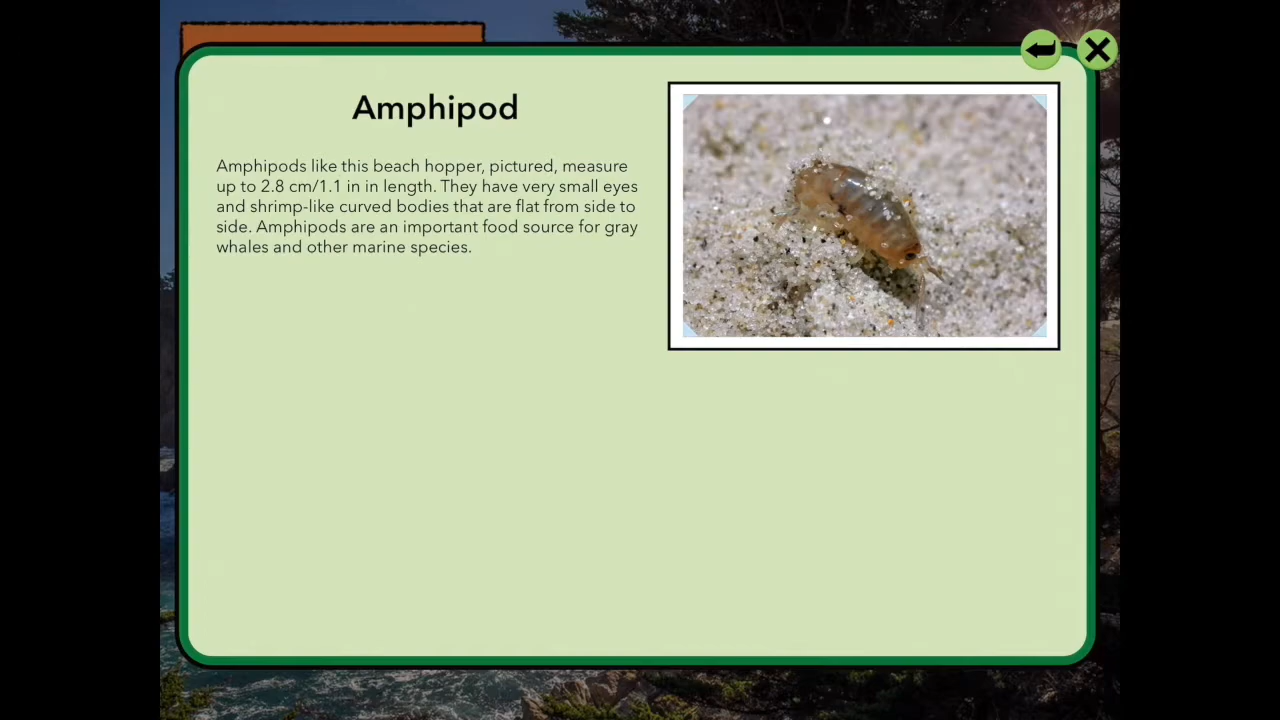 Amphipod
Amphipods like this beach hopper, pictured, measure
up to 2.8 cm/1.1 in in length. They have very small eyes
and shrimp-like curved bodies that are flat from side to
side. Amphipods are an important food source for gray
whales and other marine species.